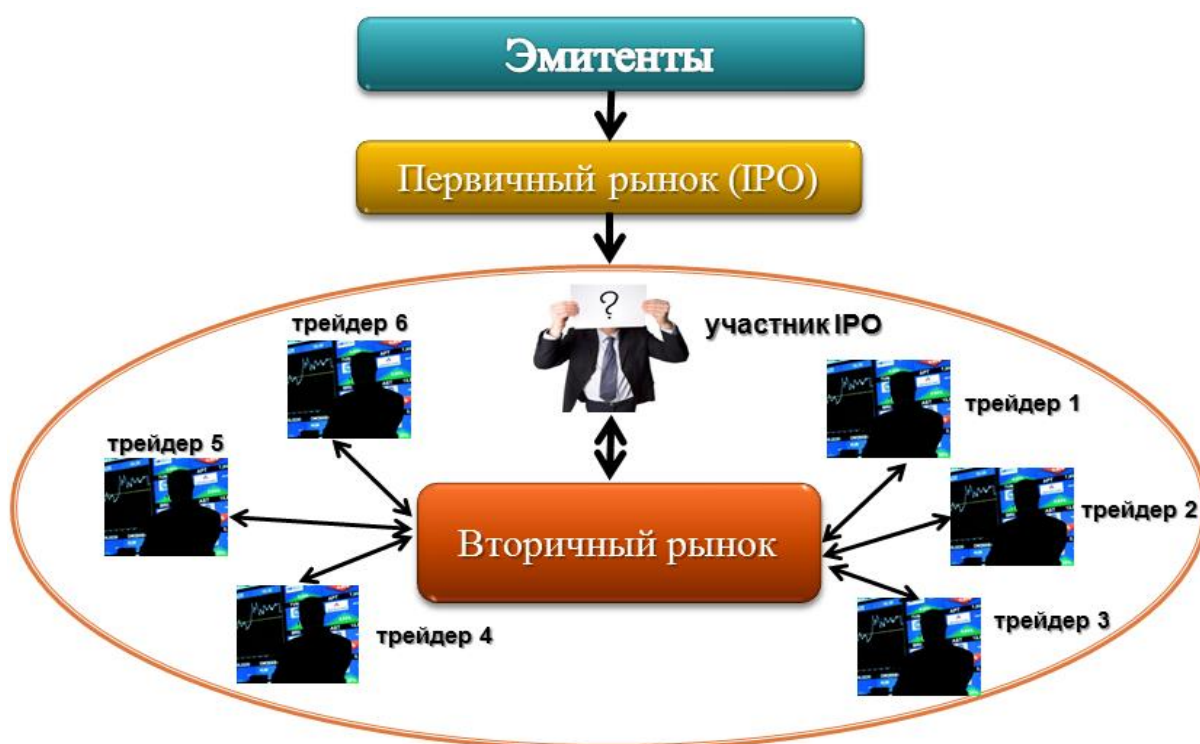 Эмитенты
Первичный рынок (IPO)
?
участник IPO
трейдер 6
трейдер 1
трейдер 5
трейдер 2
Вторичный рынок
трейдер 4
трейдер 3